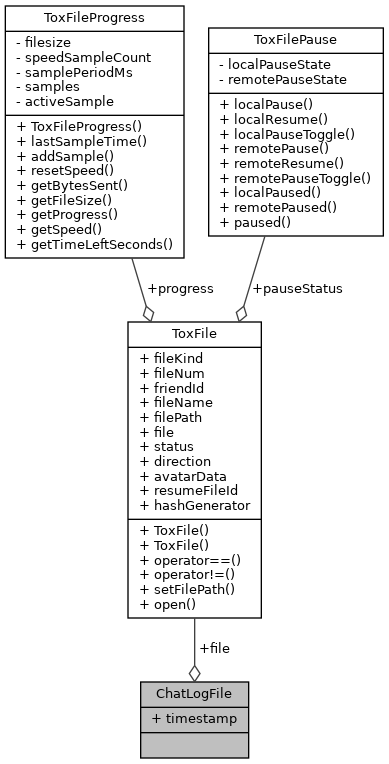 ToxFileProgress
- filesize
- speedSampleCount
- samplePeriodMs
- samples
- activeSample
+ ToxFileProgress()
+ lastSampleTime()
+ addSample()
+ resetSpeed()
+ getBytesSent()
+ getFileSize()
+ getProgress()
+ getSpeed()
+ getTimeLeftSeconds()
ToxFilePause
- localPauseState
- remotePauseState
+ localPause()
+ localResume()
+ localPauseToggle()
+ remotePause()
+ remoteResume()
+ remotePauseToggle()
+ localPaused()
+ remotePaused()
+ paused()
+progress
+pauseStatus
ToxFile
+ fileKind
+ fileNum
+ friendId
+ fileName
+ filePath
+ file
+ status
+ direction
+ avatarData
+ resumeFileId
+ hashGenerator
+ ToxFile()
+ ToxFile()
+ operator==()
+ operator!=()
+ setFilePath()
+ open()
+file
ChatLogFile
+ timestamp